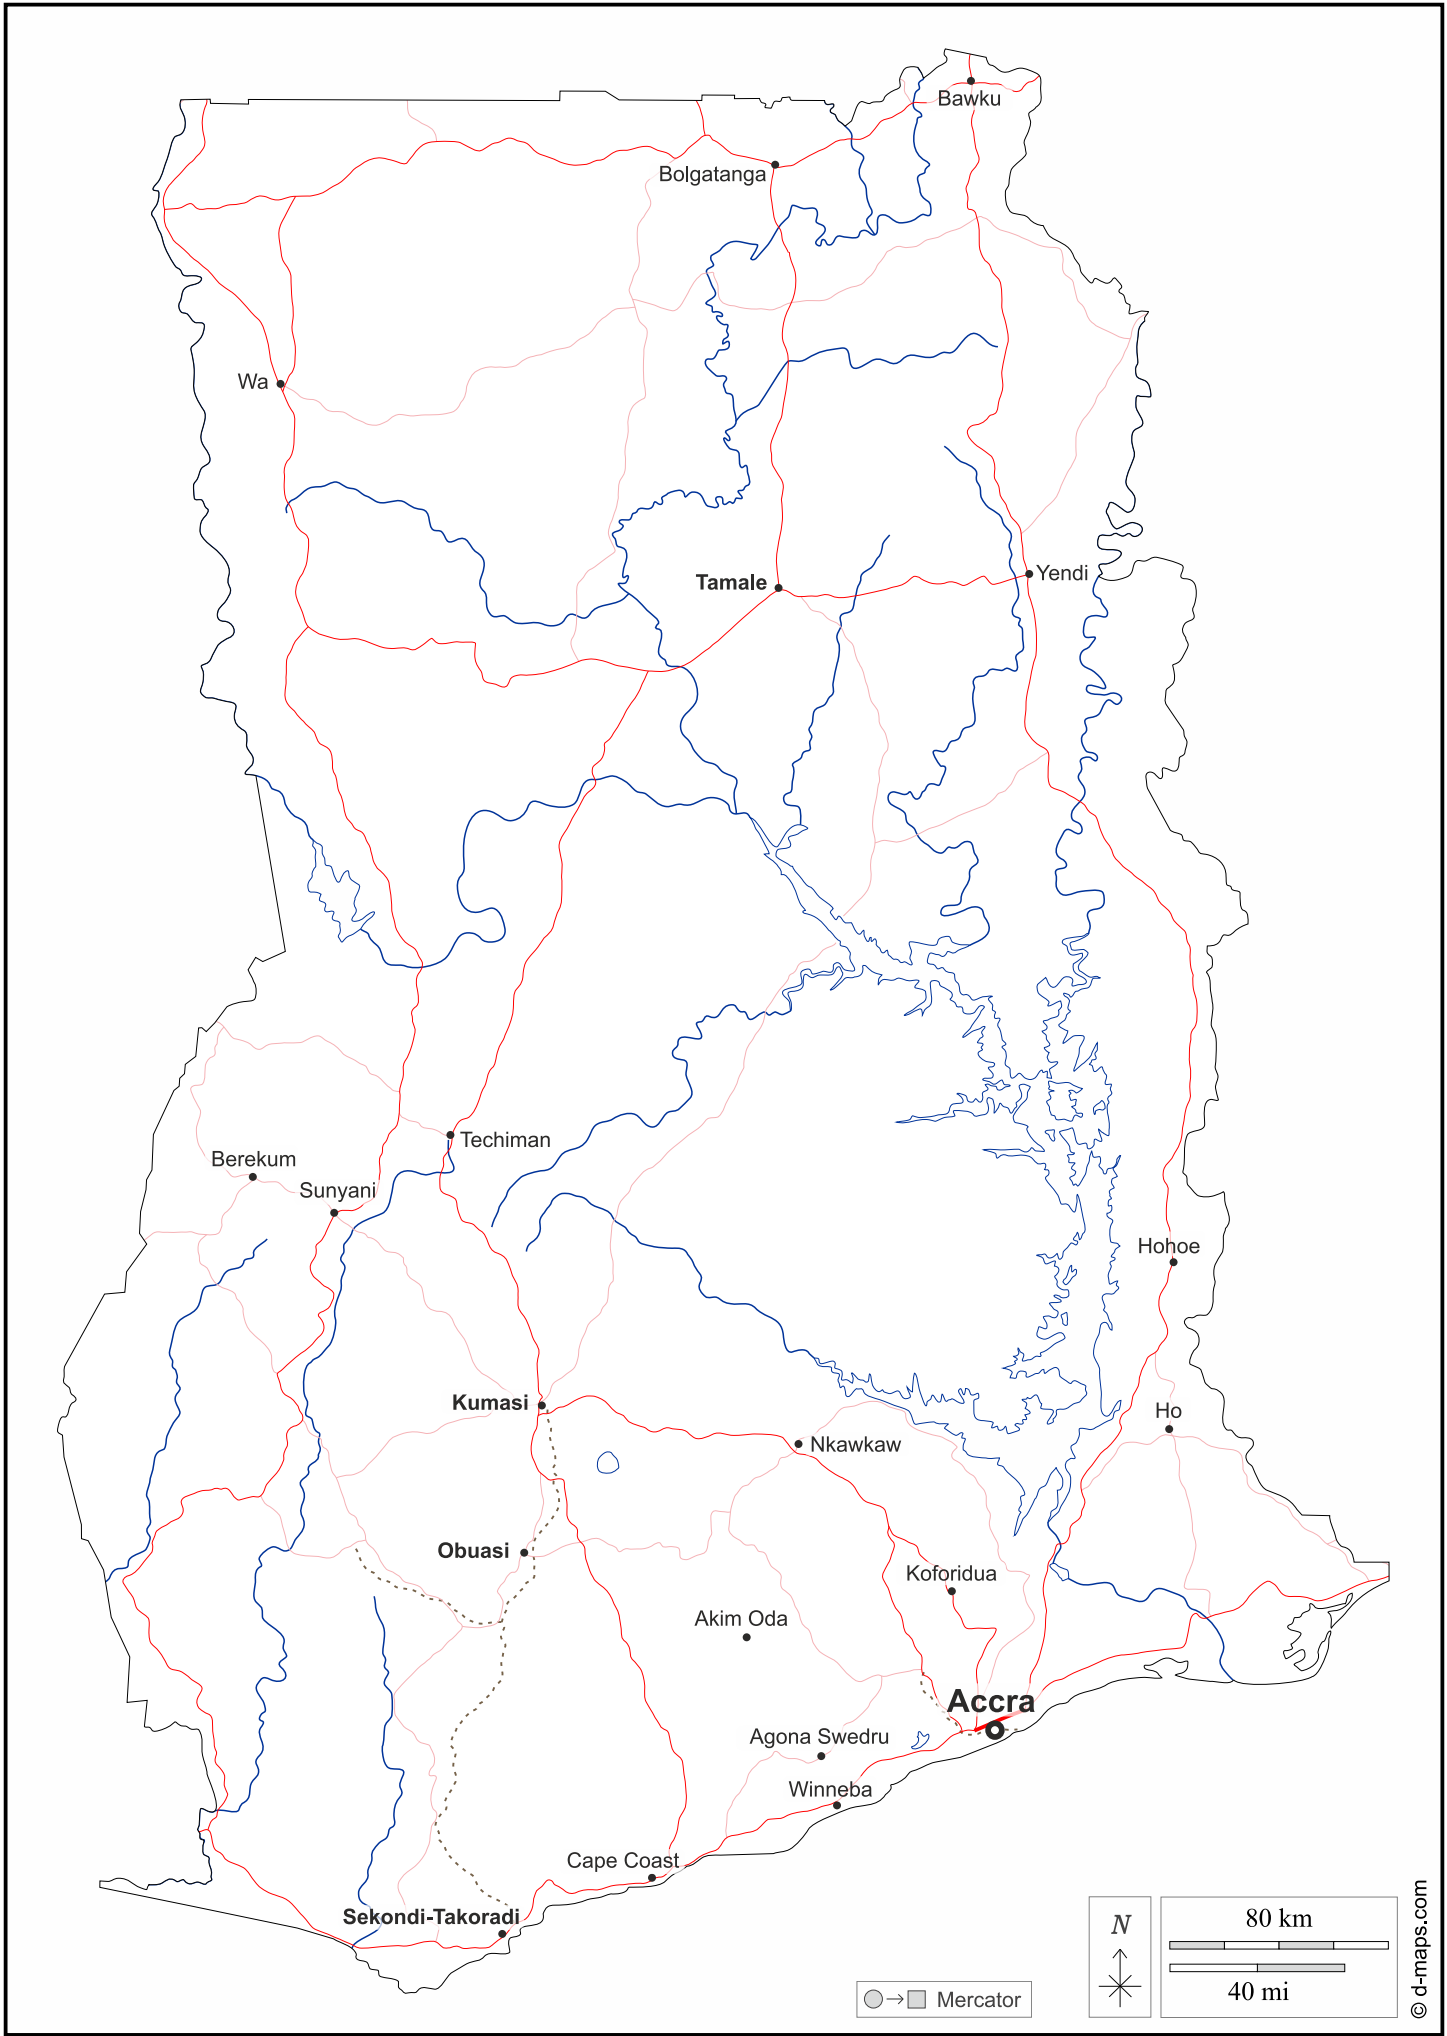 Bawku
Bolgatanga
Wa
Yendi
Tamale
Techiman
Berekum
Sunyani
Hohoe
Kumasi
Ho
Nkawkaw
Obuasi
Koforidua
Akim Oda
Accra
Agona Swedru
Winneba
Cape Coast
Sekondi-Takoradi
N
80 km
40 mi
Mercator
© d-maps.com